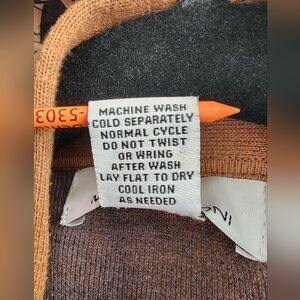 5303
MACHINE WASH
COLD SEPARATELY
NORMAL CYCLE
DO NOT TWIST
OR WRING
AFTER WASH
LAY FLAT TO DRY
COOL IRON
AS NEEDED